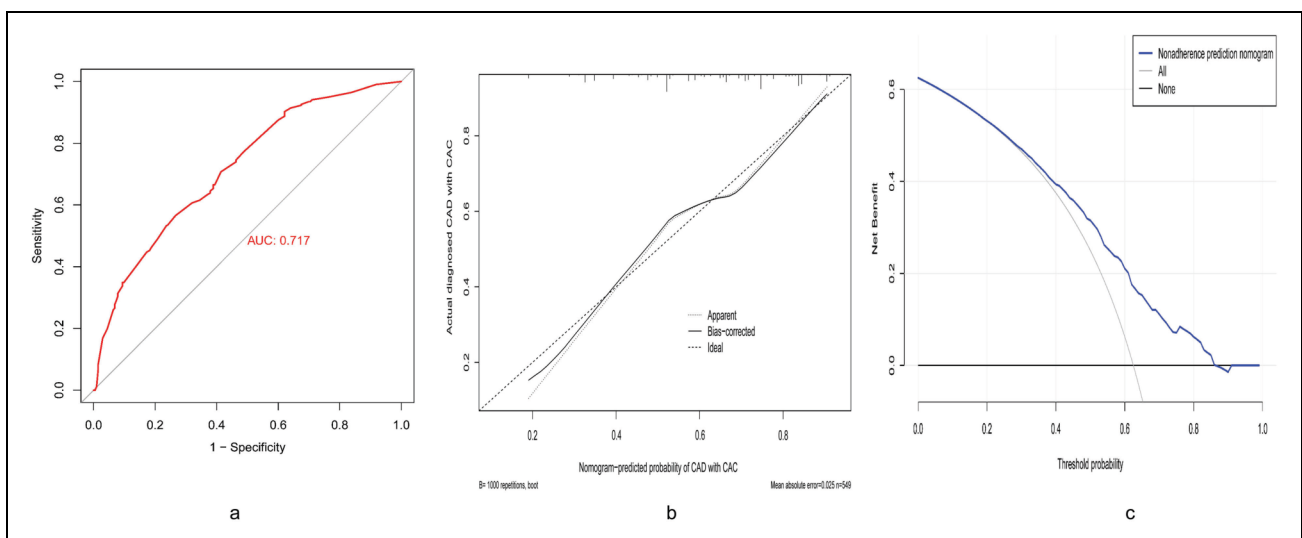 1.0
0.8
0.6
0.4
0.2
0.0
Sensitivity
AUC: 0.717
0.0 0.2 0.4 0.6 0.8 1.0
1 − Specificity
a
0.8
0.6
0.4
0.2
Actual diagnosed CAD with CAC
Apparent
Bias−corrected
Ideal
0.2 0.4 0.6 0.8
Nomogram−predicted probability of CAD with CAC
B= 1000 repetitions, boot Mean absolute error=0.025 n=549
b
Nonadherence prediction nomogram
All
None
0.6
0.4
0.2
0.0
Net Benefit
0.0 0.2 0.4 0.6 0.8 1.0
Threshold probability
c